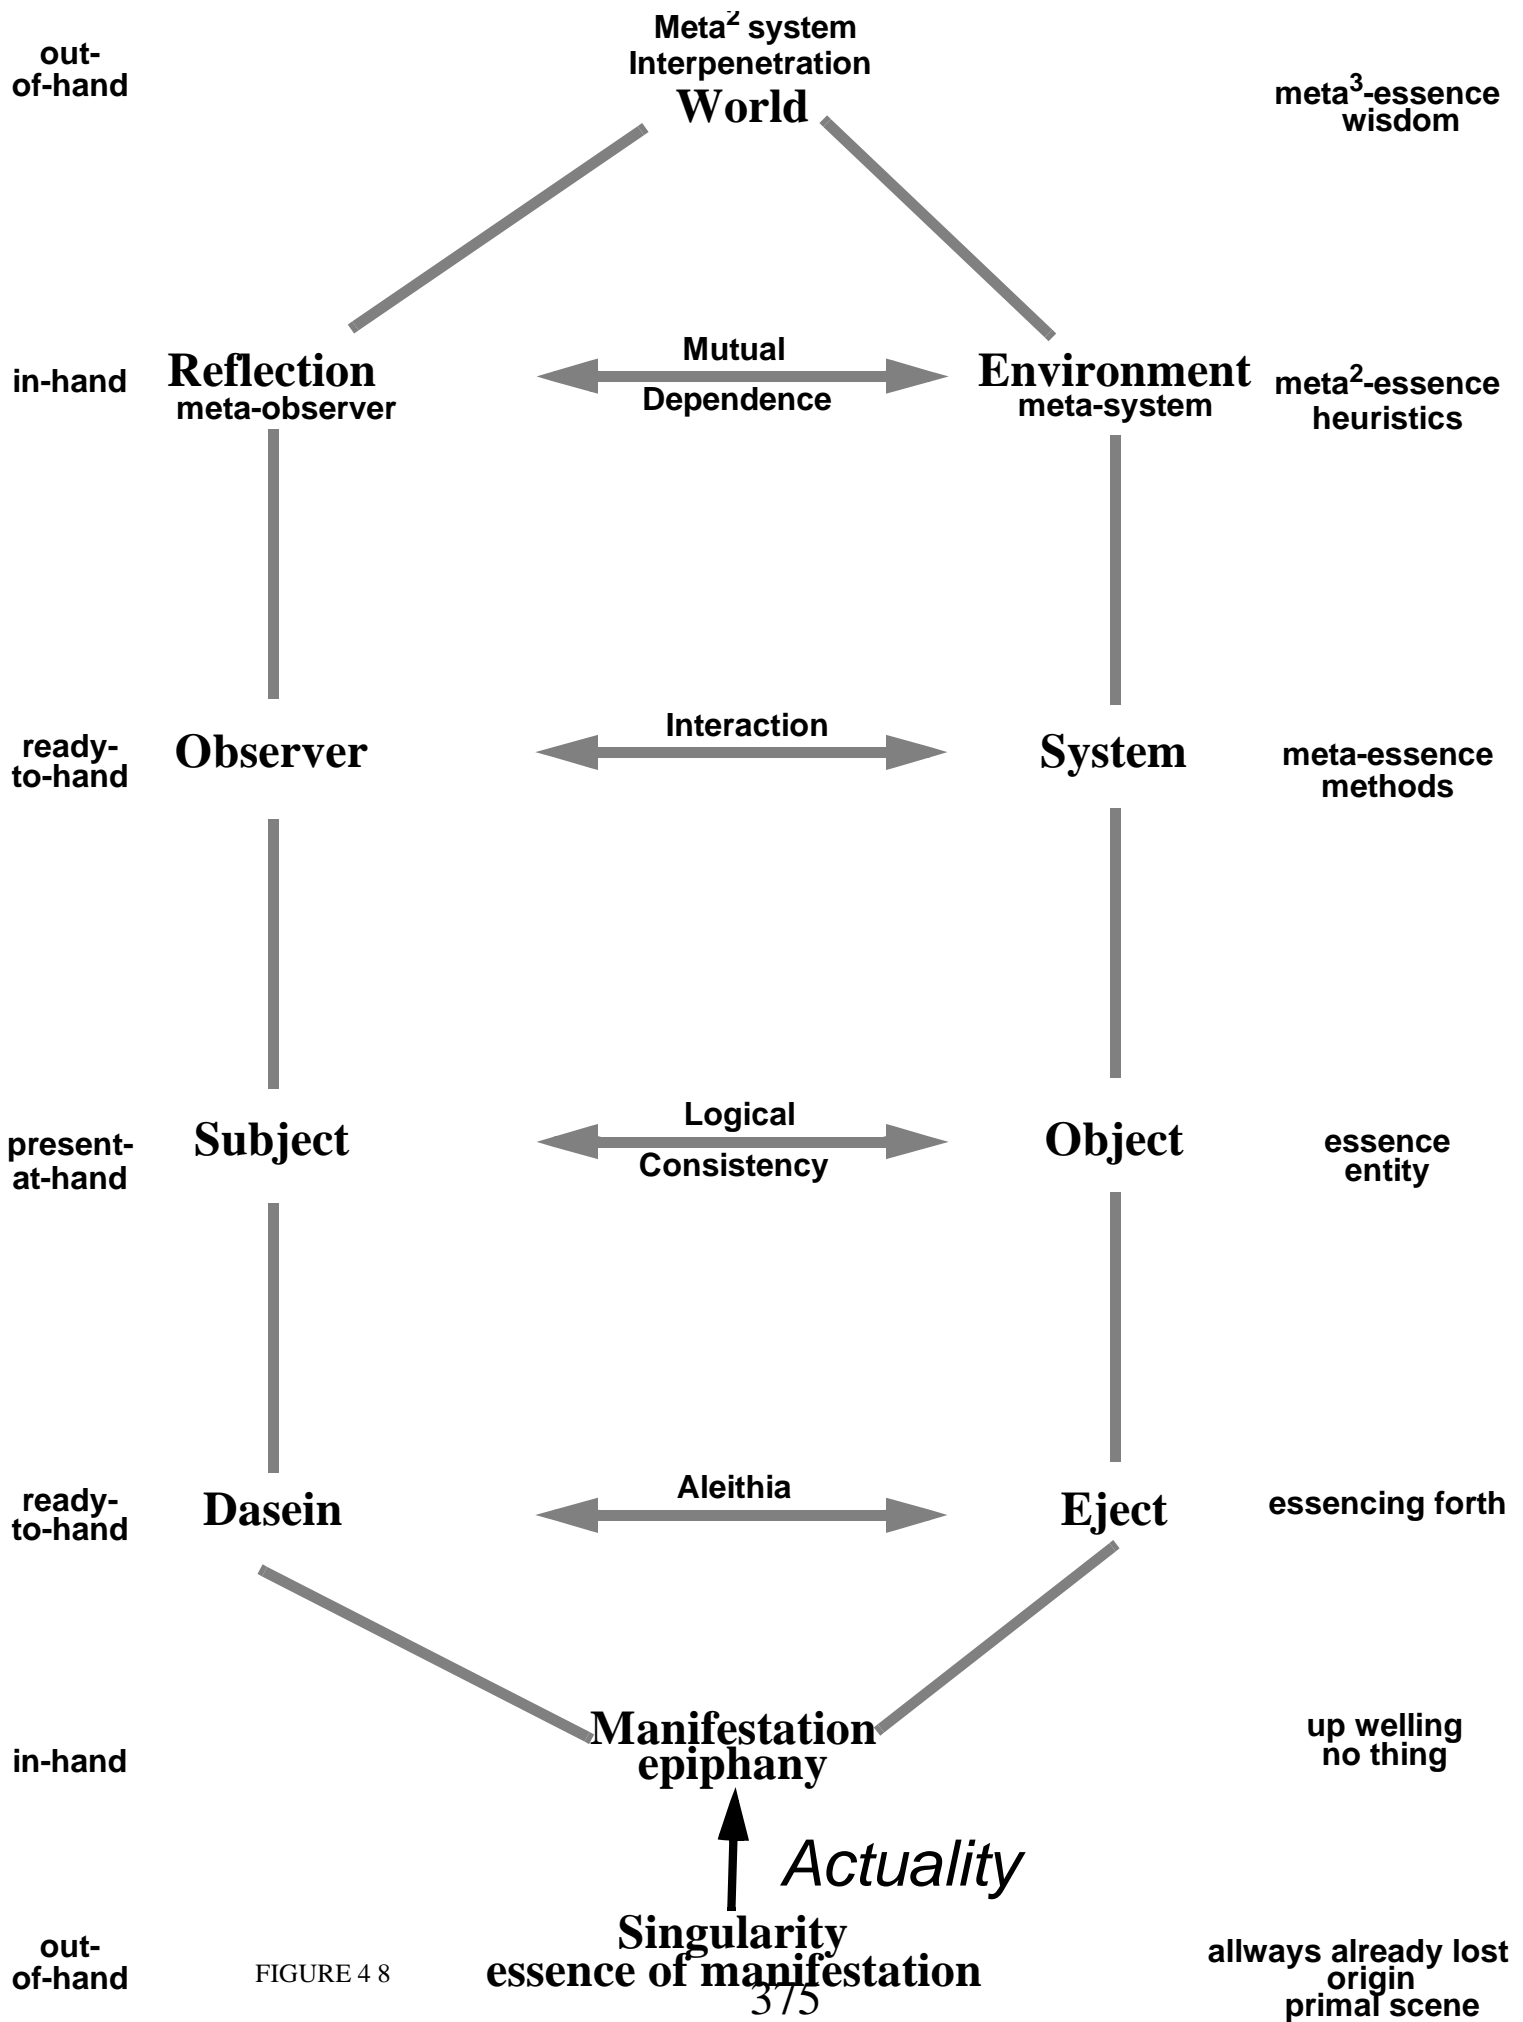 out-
of-hand
Meta² system
Interpenetration
World
meta³-essence
wisdom
in-hand
Reflection
meta-observer
Mutual
Dependence
Environment
meta-system
meta²-essence
heuristics
ready-
to-hand
Observer
Interaction
System
meta-essence
methods
present-
at-hand
Subject
Logical
Consistency
Object
essence
entity
ready-
to-hand
Dasein
Aleithia
Eject
essencing forth
in-hand
Manifestation
epiphany
up welling
no thing
Actuality
out-
of-hand
FIGURE 4 8
Singularity
essence of manifestation
375
allways already lost
origin
primal scene